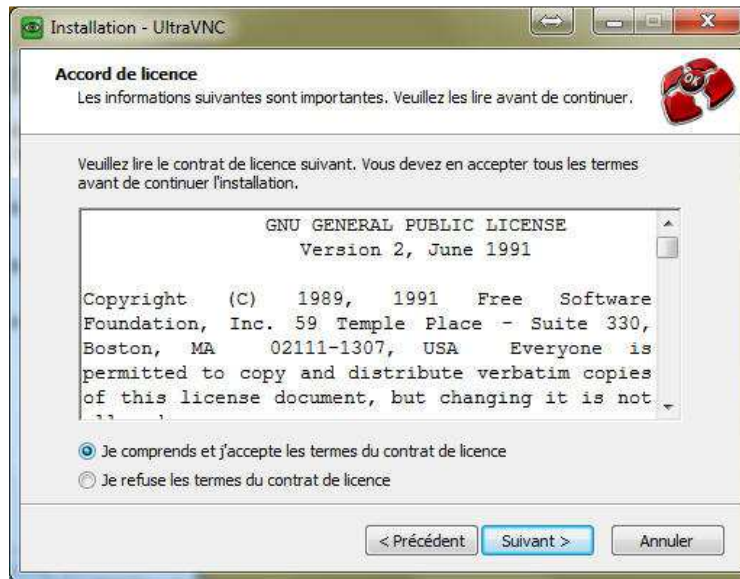 Installation - UltraVNC
Accord de licence
Les informations suivantes sont importantes. Veuillez les lire avant de continuer.
OK
Veuillez lire le contrat de licence suivant. Vous devez en accepter tous les termes
avant de continuer l'installation.
GNU GENERAL PUBLIC LICENSE
Version 2, June 1991
Copyright (C) 1989, 1991 Free Software
Foundation, Inc. 59 Temple Place - Suite 330,
Boston, MA 02111-1307, USA Everyone is
permitted to copy and distribute verbatim copies
of this license document, but changing it is not
Je comprends et j'accepte les termes du contrat de licence
Je refuse les termes du contrat de licence
< Précédent
Suivant >
Annuler